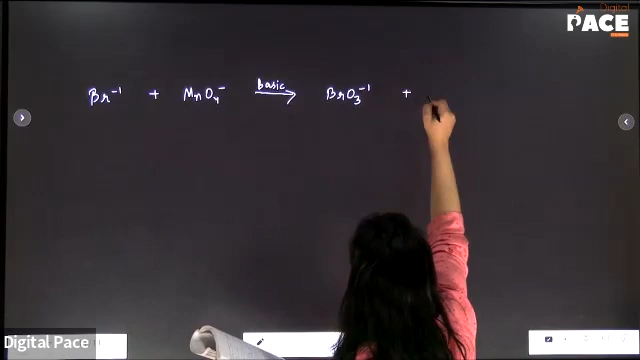 Digital
PACE
Br⁻¹ + MnO₄⁻ basic→ BrO₃⁻¹ +
Digital Pace